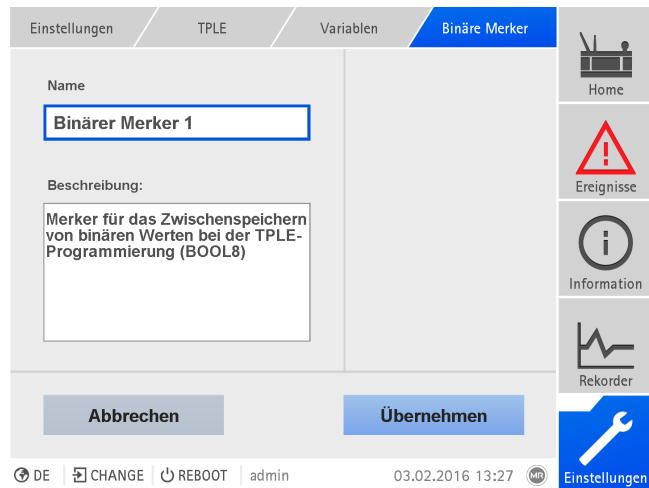 Einstellungen TPLE Variablen Binäre Merker
Name
Binärer Merker 1
Beschreibung:
Merker für das Zwischenspeichern
von binären Werten bei der TPLE-
Programmierung (BOOL8)
Abbrechen Übernehmen
Home
Ereignisse
Information
Rekorder
Einstellungen
DE CHANGE REBOOT admin 03.02.2016 13:27 MR